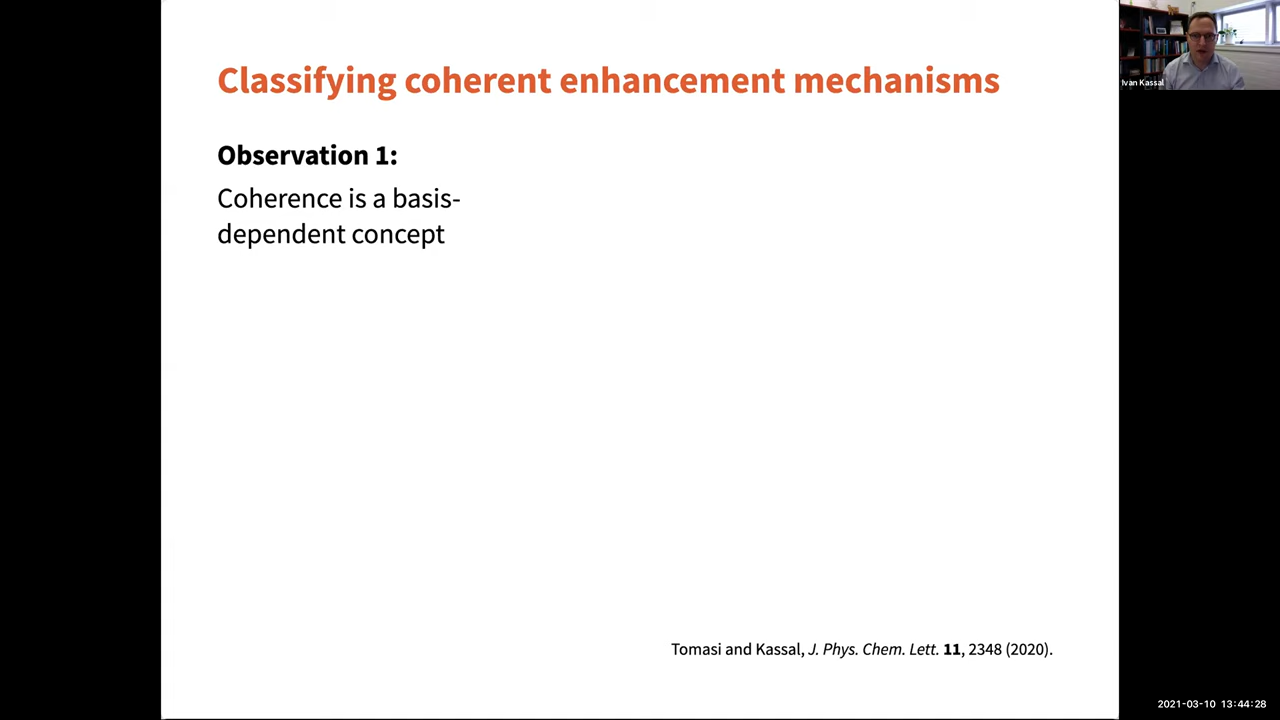 Classifying coherent enhancement mechanisms
Ivan Kassal
Observation 1:
Coherence is a basis-
dependent concept
Tomasi and Kassal, J. Phys. Chem. Lett. 11, 2348 (2020).
2021-03-10 13:44:28